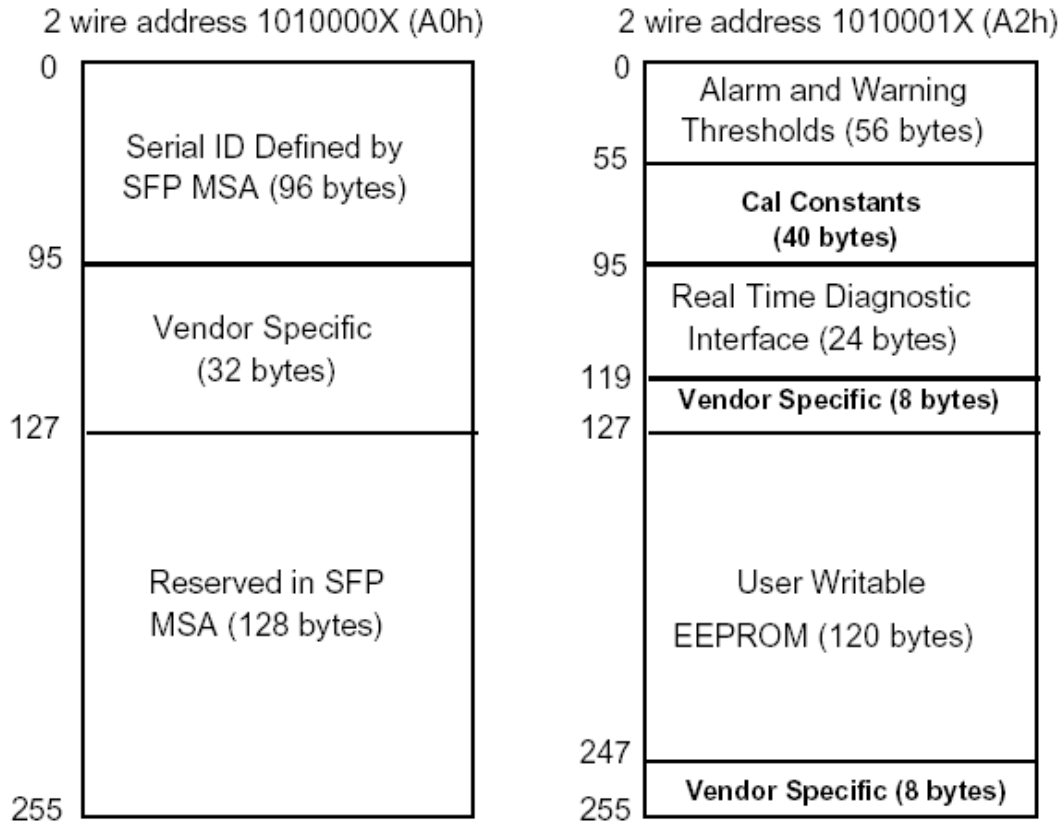 2 wire address 1010000X (A0h)
0
Serial ID Defined by
SFP MSA (96 bytes)
95
Vendor Specific
(32 bytes)
127
Reserved in SFP
MSA (128 bytes)
255
2 wire address 1010001X (A2h)
0
Alarm and Warning
Thresholds (56 bytes)
55
Cal Constants
(40 bytes)
95
Real Time Diagnostic
Interface (24 bytes)
119
Vendor Specific (8 bytes)
127
User Writable
EEPROM (120 bytes)
247
Vendor Specific (8 bytes)
255